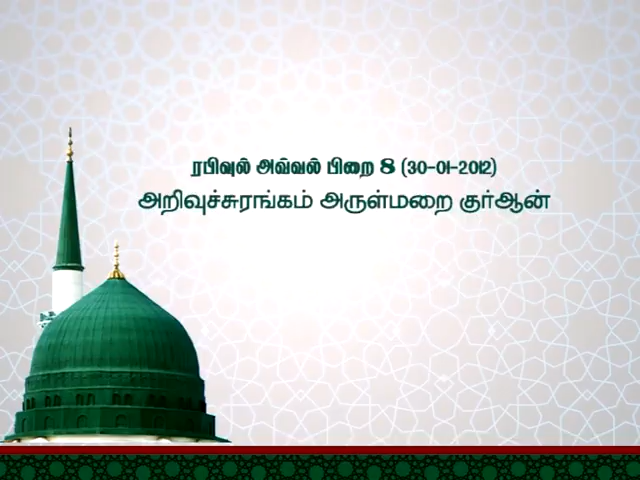 ரபிவுல் அவ்வல் பிறை 8 (30-01-2012)
அறிவுச்சுரங்கம் அருள்மறை குர்ஆன்